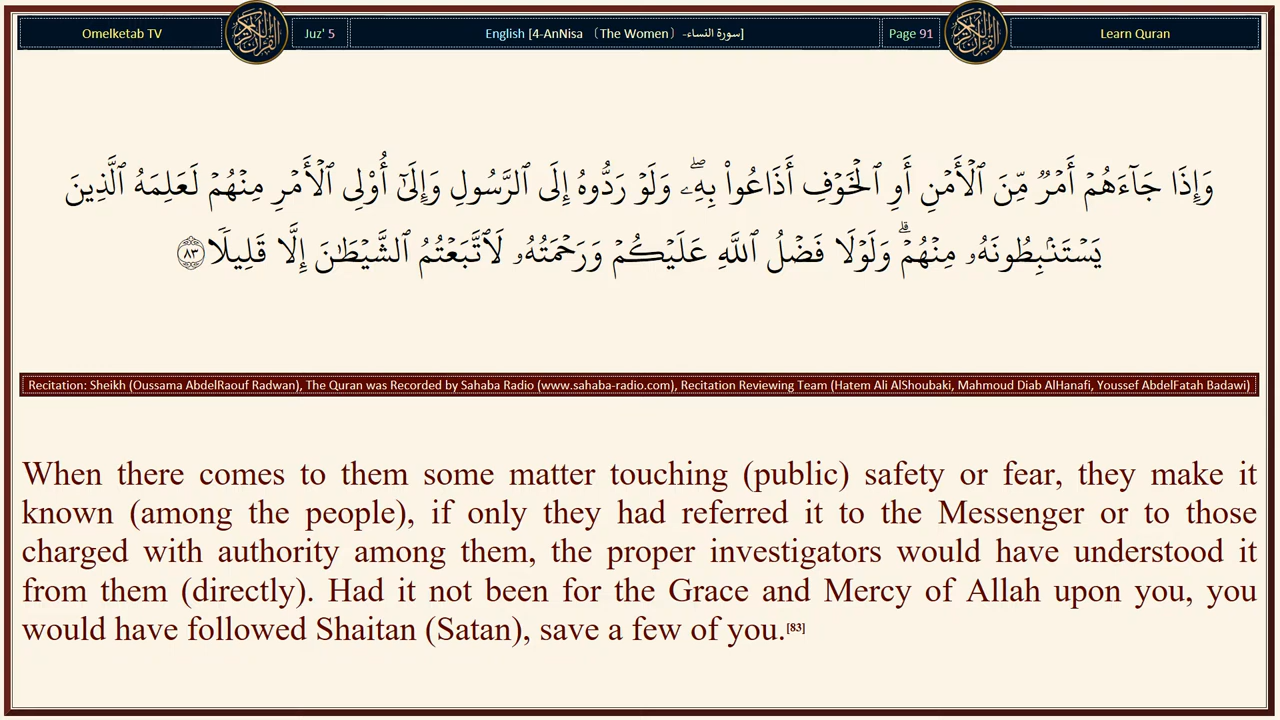 Omelketab TV
Juz' 5
English [4-AnNisa (The Women) -سورة النساء]
Page 91
Learn Quran
وَإِذَا جَآءَهُمۡ أَمۡرٞ مِّنَ ٱلۡأَمۡنِ أَوِ ٱلۡخَوۡفِ أَذَاعُواْ بِهِۦۖ وَلَوۡ رَدُّوهُ إِلَى ٱلرَّسُولِ وَإِلَىٰٓ أُوْلِي ٱلۡأَمۡرِ مِنۡهُمۡ لَعَلِمَهُ ٱلَّذِينَ
يَسۡتَنۢبِطُونَهُۥ مِنۡهُمۡۗ وَلَوۡلَا فَضۡلُ ٱللَّهِ عَلَيۡكُمۡ وَرَحۡمَتُهُۥ لَٱتَّبَعۡتُمُ ٱلشَّيۡطَٰنَ إِلَّا قَلِيلٗا ٨٣
Recitation: Sheikh (Oussama AbdelRaouf Radwan), The Quran was Recorded by Sahaba Radio (www.sahaba-radio.com), Recitation Reviewing Team (Hatem Ali AlShoubaki, Mahmoud Diab AlHanafi, Youssef AbdelFatah Badawi)
When there comes to them some matter touching (public) safety or fear, they make it
known (among the people), if only they had referred it to the Messenger or to those
charged with authority among them, the proper investigators would have understood it
from them (directly). Had it not been for the Grace and Mercy of Allah upon you, you
would have followed Shaitan (Satan), save a few of you.[83]